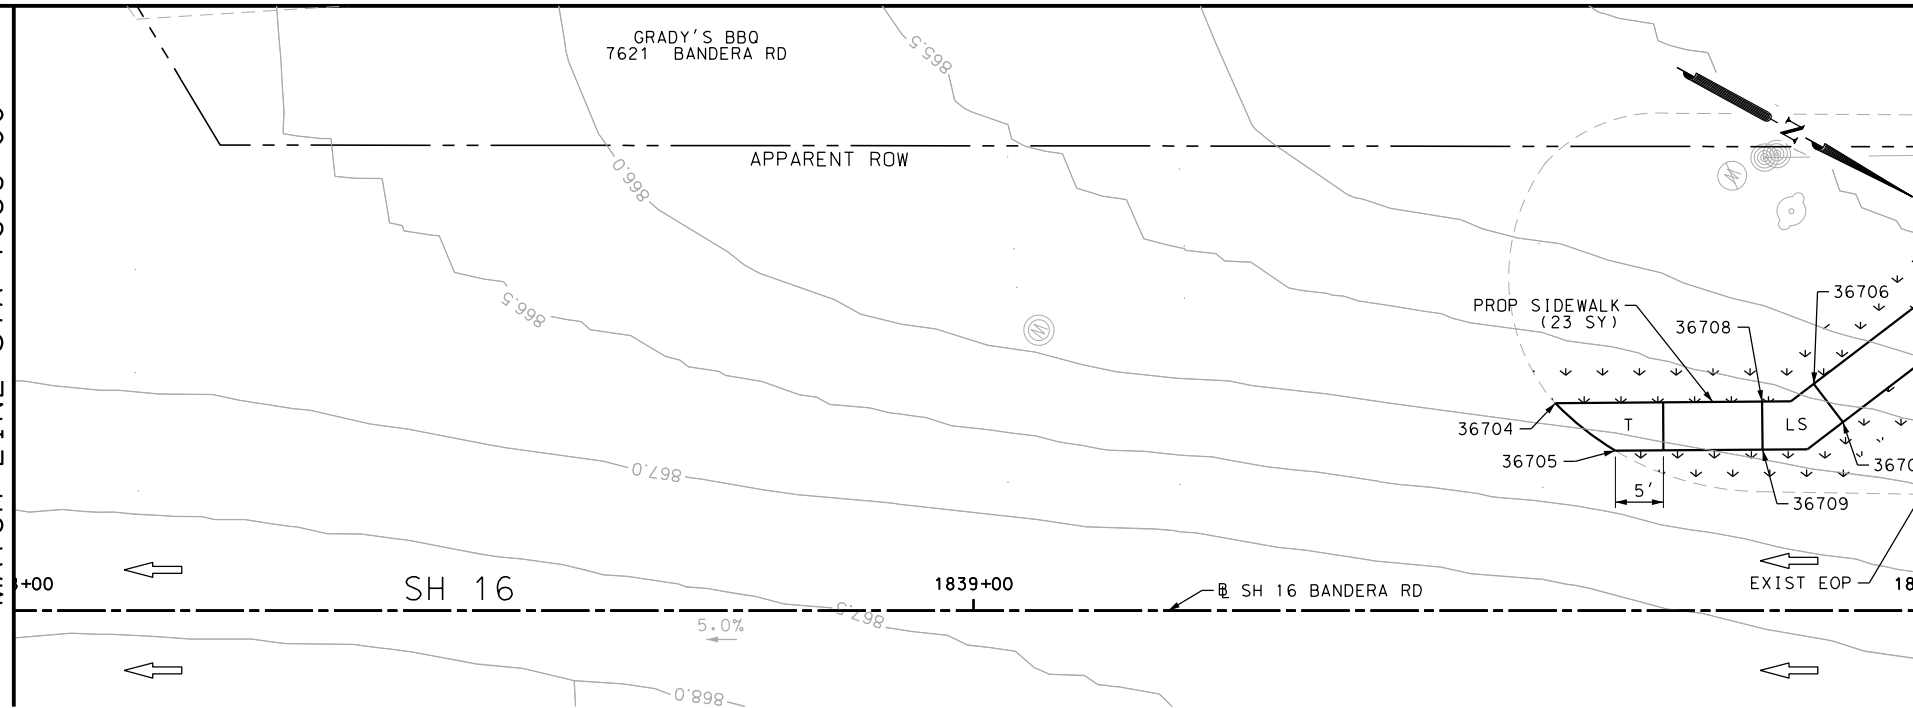 GRADY'S BBQ
7621 BANDERA RD
865.5
N
APPARENT ROW
866.0
W
866.5
W
PROP SIDEWALK
(23 SY)
36706
36708
36704
T
LS
36705
867.0
5'
36709
+00
SH 16
1839+00
B SH 16 BANDERA RD
EXIST EOP
18
867.5
5.0%
868.0